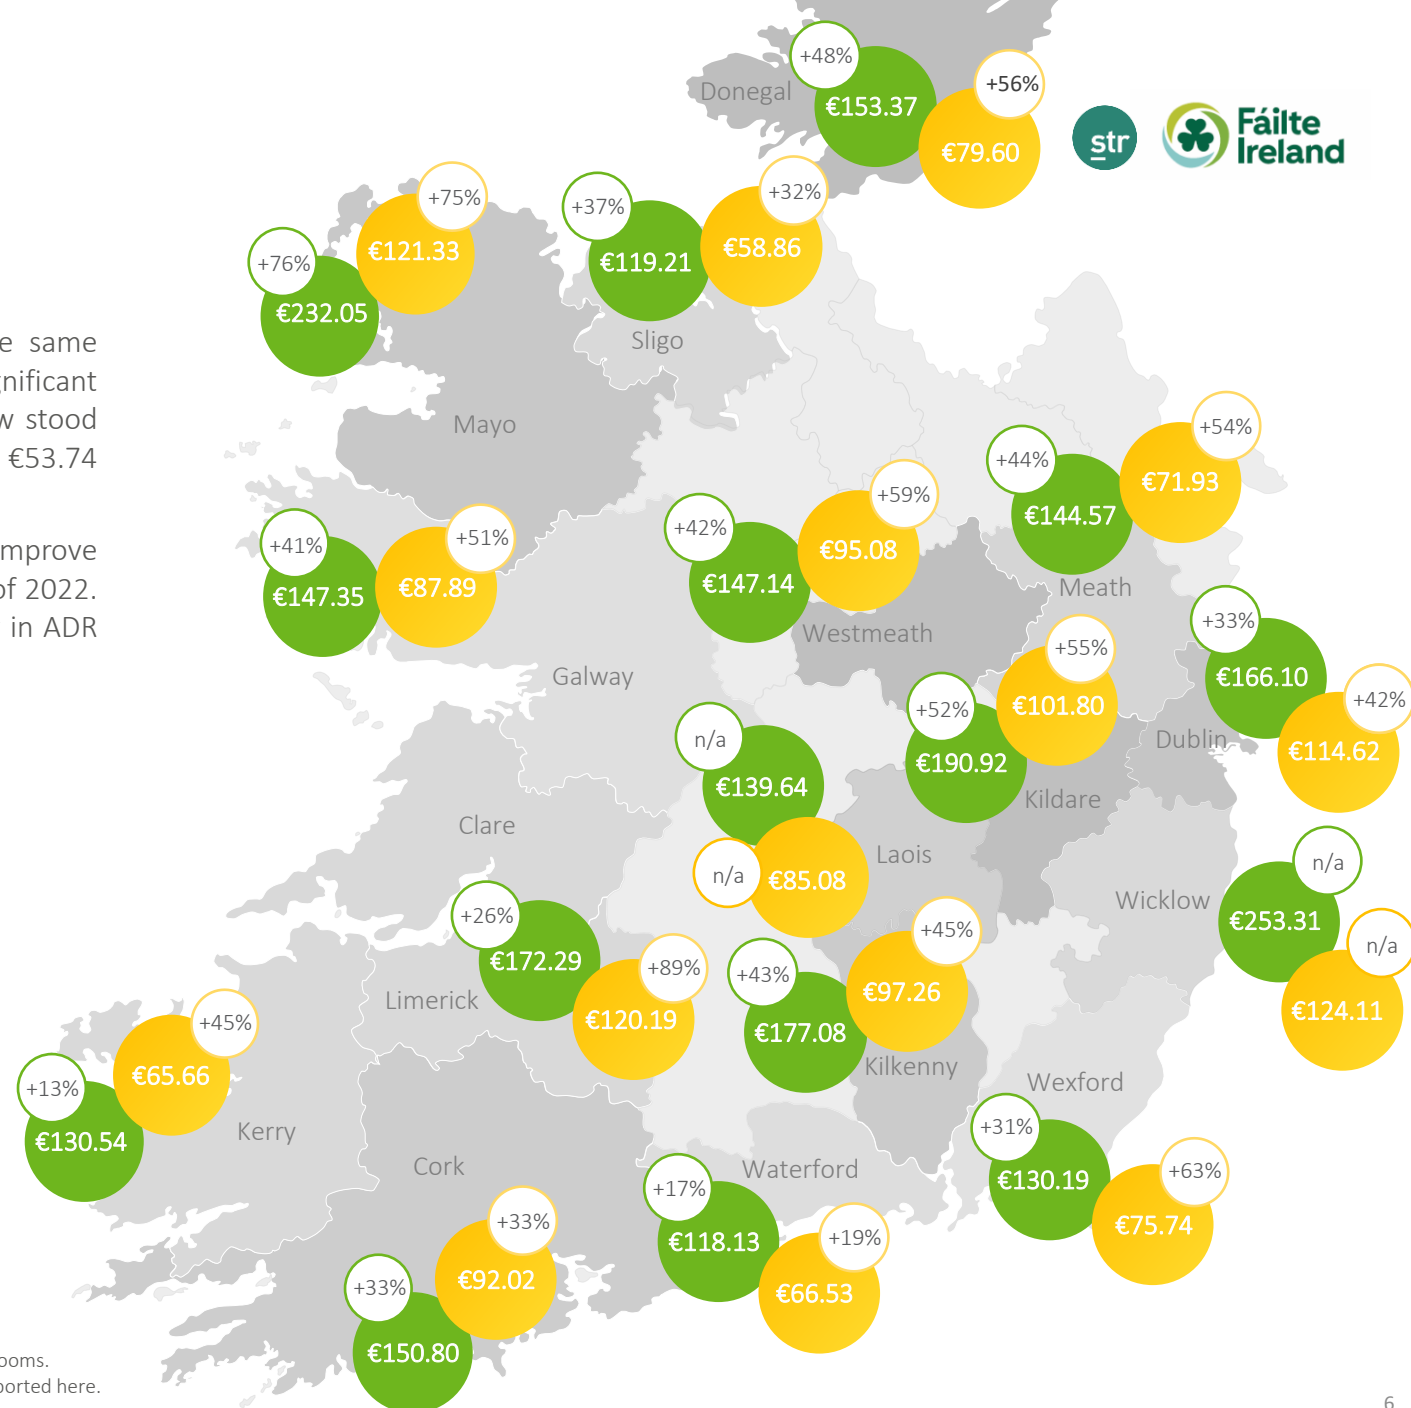 +48%
Donegal
€153.37
+56%
€79.60
str
Fáilte
Ireland
+75%
€121.33
+76%
€232.05
+37%
€119.21
+32%
€58.86
Sligo
Mayo
e same
gnificant
w stood
€53.74
mprove
of 2022.
in ADR
+54%
€71.93
+44%
€144.57
Meath
+59%
€95.08
+42%
€147.14
Westmeath
+51%
€87.89
+41%
€147.35
Galway
+33%
€166.10
+42%
€114.62
Dublin
+55%
€101.80
+52%
€190.92
Kildare
n/a
€139.64
n/a
€85.08
Laois
Clare
Wicklow
n/a
€253.31
n/a
€124.11
+26%
€172.29
+89%
€120.19
Limerick
+45%
€97.26
+43%
€177.08
Kilkenny
+45%
€65.66
+13%
€130.54
Kerry
Wexford
+31%
€130.19
+63%
€75.74
Cork
Waterford
+17%
€118.13
+19%
€66.53
+33%
€92.02
+33%
€150.80
ooms.
ported here.
6